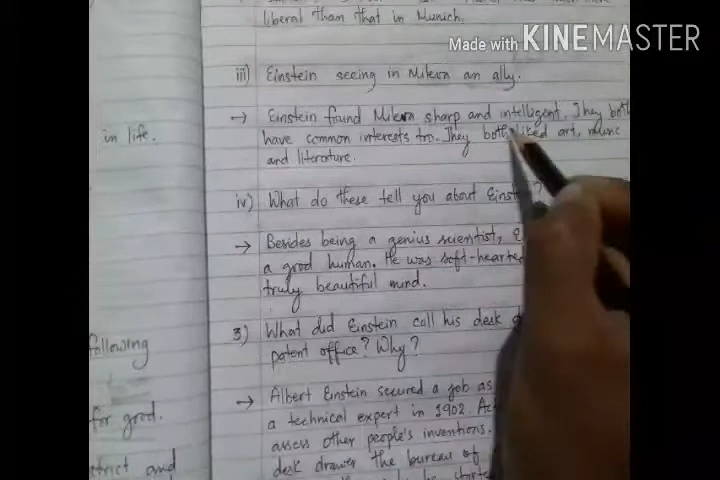 liberal tham that in Munich.
Made with KINEMASTER
iii) Einstein seeing in Mileva an ally.
→ Einstein found Mileva sharp and intelligent. They both
in life.
have common interests too. They both liked art, music
and literature.
iv) What do these tell you about Einst ?
→ Besides being a genius scientist, E
a good human. He was soft-hearted
truly beautiful mind.
3) What did Einstein call his desk d
following
patent office? Why?
→ Albert Einstein secured a job as
for good.
a technical expert in 1902. Act
assess other people's inventions.
strict and
desk drawer the bureau of